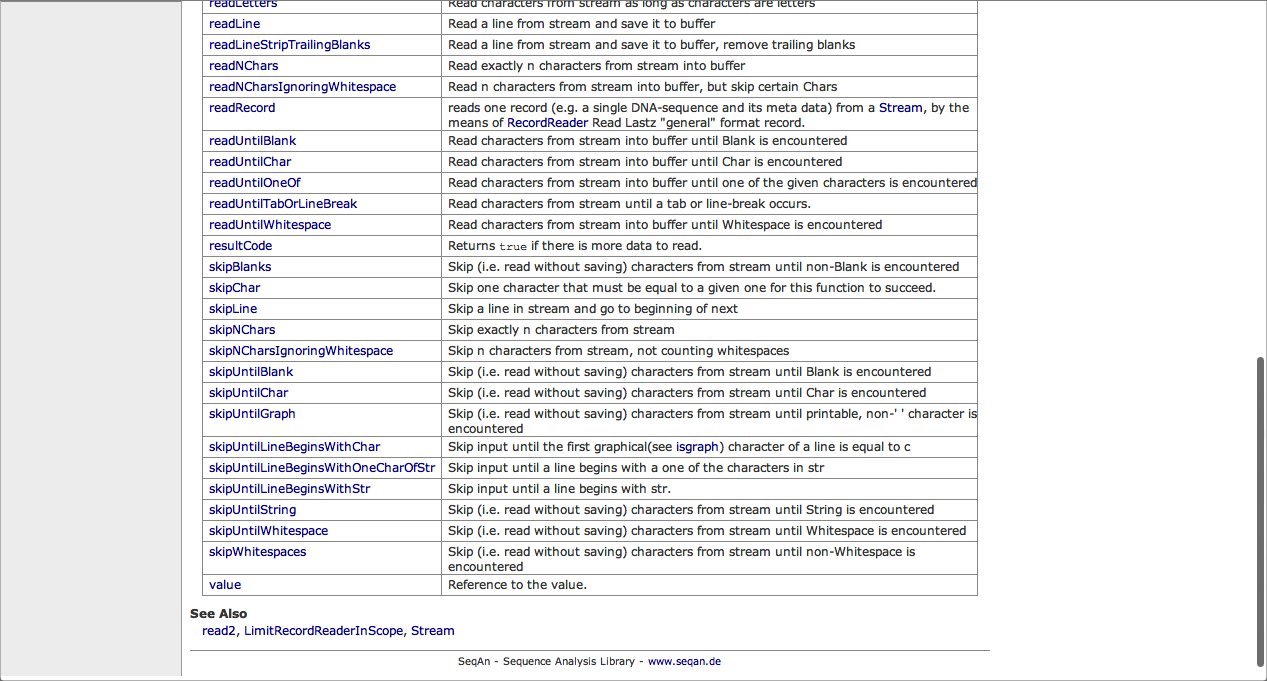 readLetters Read characters from stream as long as characters are letters
readLine Read a line from stream and save it to buffer
readLineStripTrailingBlanks Read a line from stream and save it to buffer, remove trailing blanks
readNChars Read exactly n characters from stream into buffer
readNCharsIgnoringWhitespace Read n characters from stream into buffer, but skip certain Chars
readRecord reads one record (e.g. a single DNA-sequence and its meta data) from a Stream, by the
means of RecordReader Read Lastz "general" format record.
readUntilBlank Read characters from stream into buffer until Blank is encountered
readUntilChar Read characters from stream into buffer until Char is encountered
readUntilOneOf Read characters from stream into buffer until one of the given characters is encountered
readUntilTabOrLineBreak Read characters from stream until a tab or line-break occurs.
readUntilWhitespace Read characters from stream into buffer until Whitespace is encountered
resultCode Returns true if there is more data to read.
skipBlanks Skip (i.e. read without saving) characters from stream until non-Blank is encountered
skipChar Skip one character that must be equal to a given one for this function to succeed.
skipLine Skip a line in stream and go to beginning of next
skipNChars Skip exactly n characters from stream
skipNCharsIgnoringWhitespace Skip n characters from stream, not counting whitespaces
skipUntilBlank Skip (i.e. read without saving) characters from stream until Blank is encountered
skipUntilChar Skip (i.e. read without saving) characters from stream until Char is encountered
skipUntilGraph Skip (i.e. read without saving) characters from stream until printable, non-' ' character is
encountered
skipUntilLineBeginsWithChar Skip input until the first graphical(see isgraph) character of a line is equal to c
skipUntilLineBeginsWithOneCharOfStr Skip input until a line begins with a one of the characters in str
skipUntilLineBeginsWithStr Skip input until a line begins with str.
skipUntilString Skip (i.e. read without saving) characters from stream until String is encountered
skipUntilWhitespace Skip (i.e. read without saving) characters from stream until Whitespace is encountered
skipWhitespaces Skip (i.e. read without saving) characters from stream until non-Whitespace is
encountered
value Reference to the value.
See Also
read2, LimitRecordReaderInScope, Stream
SeqAn - Sequence Analysis Library - www.seqan.de